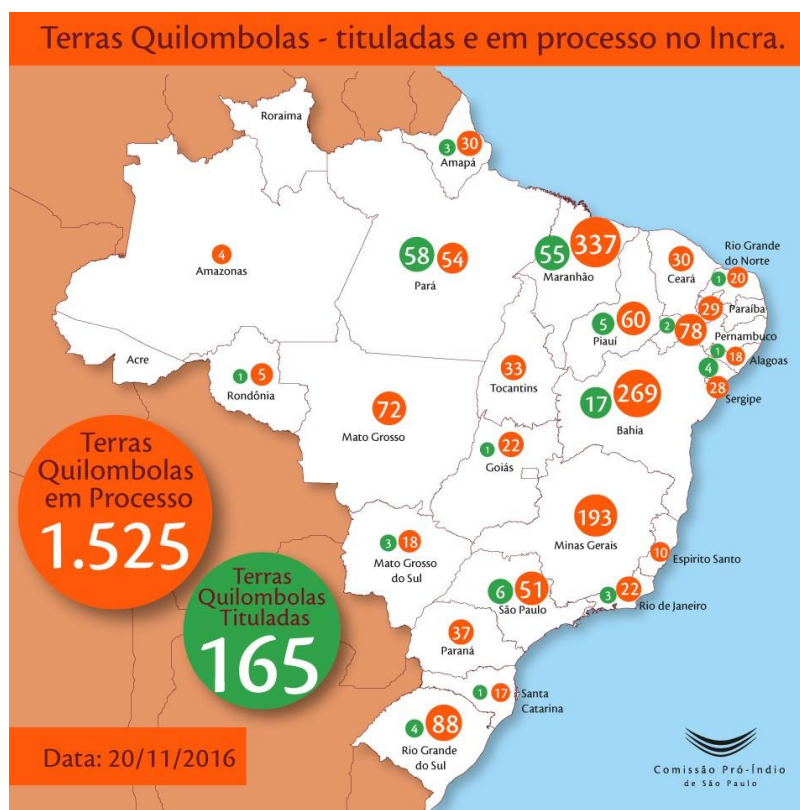 Terras Quilombolas - tituladas e em processo no Incra.
Roraima
3
30
Amapá
4
Amazonas
58
54
Pará
55
337
Maranhão
30
Ceará
Rio Grande
do Norte
1
20
29
Paraíba
5
60
Piauí
2
78
Pernambuco
1
18
Alagoas
4
28
Sergipe
Acre
1
5
Rondônia
33
Tocantins
72
Mato Grosso
17
269
Bahia
1
22
Goiás
193
Minas Gerais
10
Espirito Santo
3
18
Mato Grosso
do Sul
6
51
São Paulo
3
22
Rio de Janeiro
37
Paraná
1
17
Santa
Catarina
4
88
Rio Grande
do Sul
Terras
Quilombolas
em Processo
1.525
Terras
Quilombolas
Tituladas
165
Data: 20/11/2016
Comissão Pró-Índio
de São Paulo